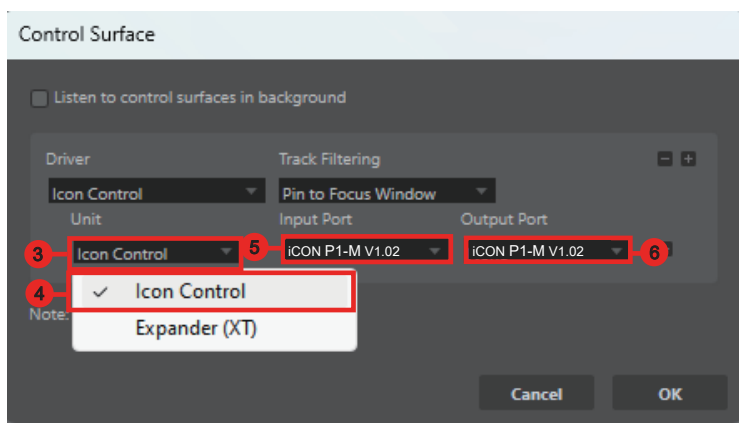 Control Surface
Listen to control surfaces in background
Driver
Track Filtering
Icon Control
Pin to Focus Window
Unit
Input Port
Output Port
3
Icon Control
5
iCON P1-M V1.02
iCON P1-M V1.02
6
4
Icon Control
Note:
Expander (XT)
Cancel
OK